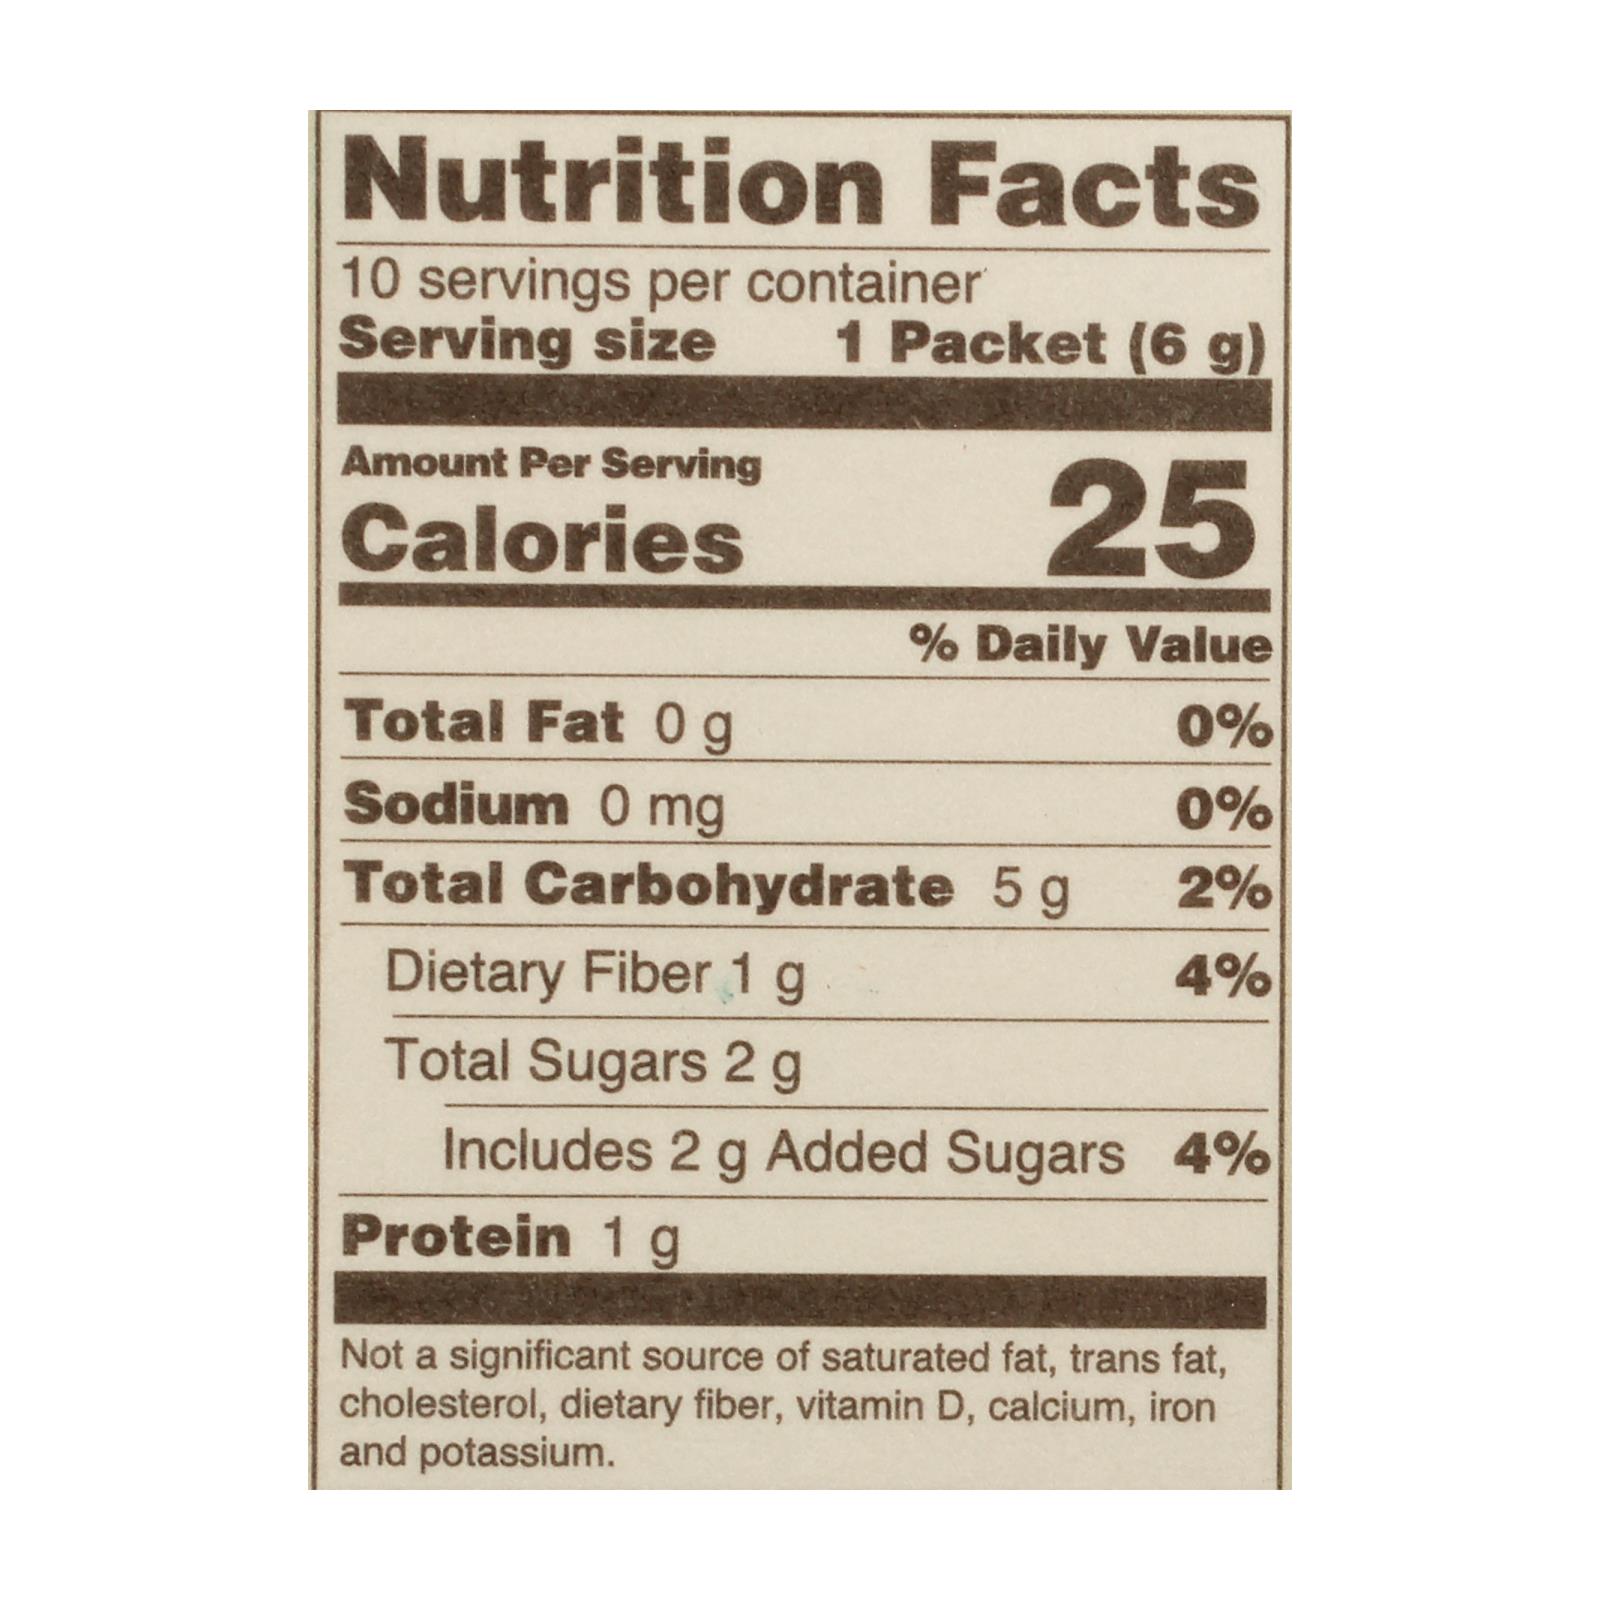 Nutrition Facts
10 servings per container
Serving size 1 Packet (6 g)
Amount Per Serving
Calories 25
% Daily Value
Total Fat 0 g 0%
Sodium 0 mg 0%
Total Carbohydrate 5 g 2%
Dietary Fiber 1 g 4%
Total Sugars 2 g
Includes 2 g Added Sugars 4%
Protein 1 g
Not a significant source of saturated fat, trans fat,
cholesterol, dietary fiber, vitamin D, calcium, iron
and potassium.